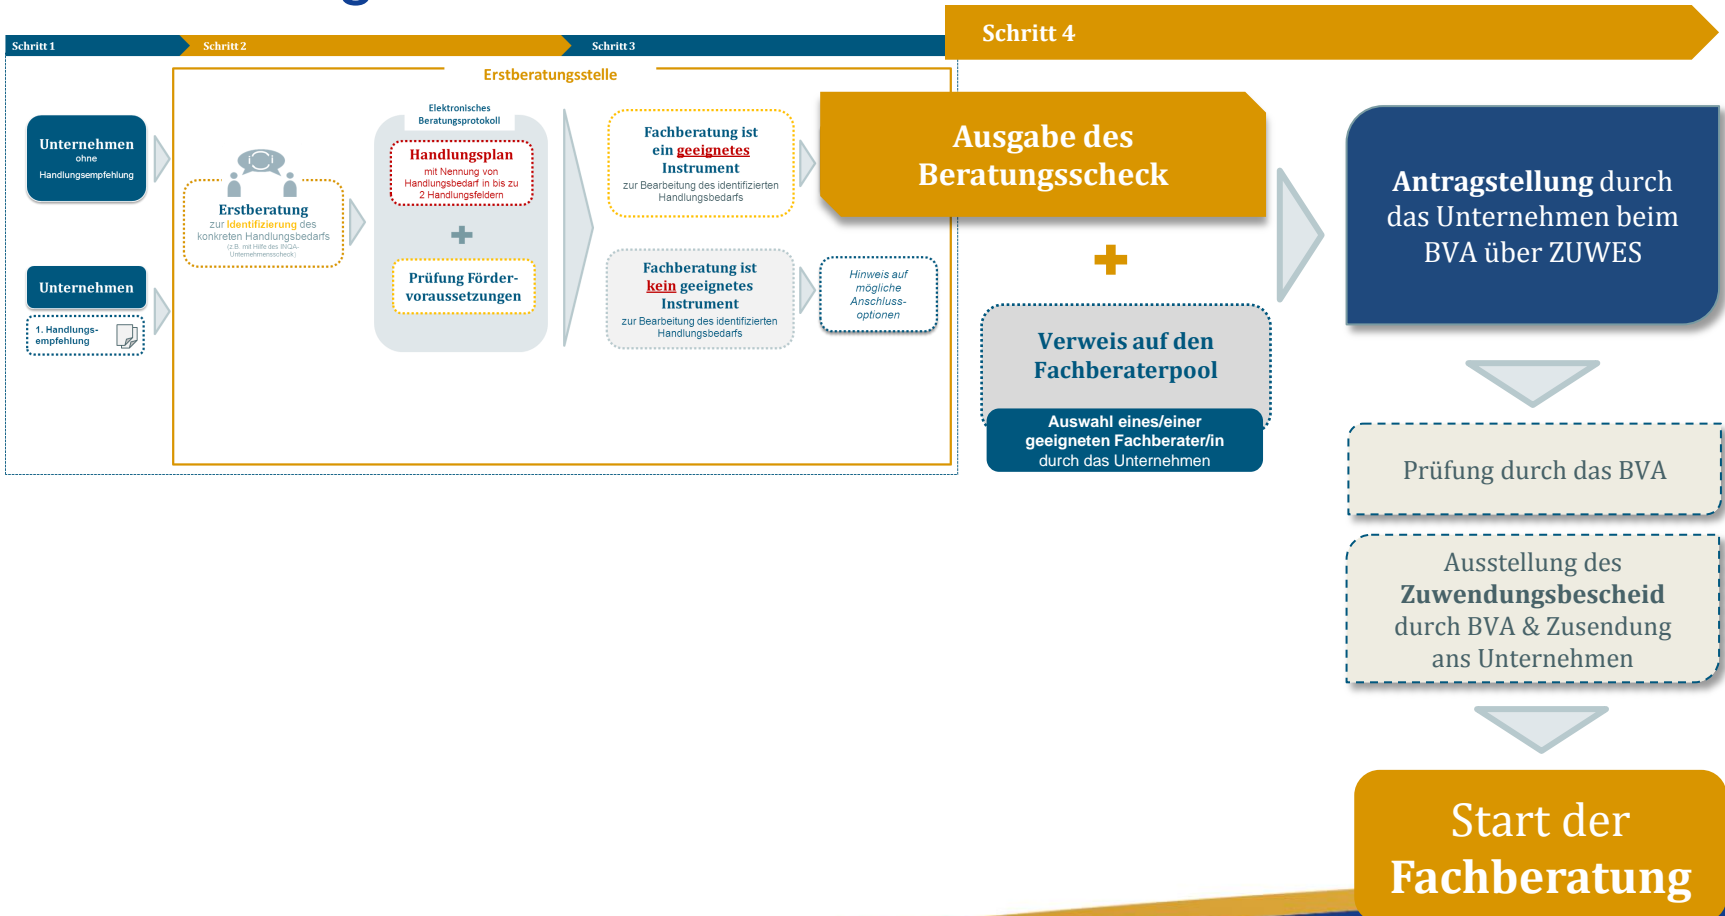 Schritt 1
Schritt 2
Schritt 3
Schritt 4
Erstberatungsstelle
Unternehmen
ohne
Handlungsempfehlung
Unternehmen
1. Handlungs-
empfehlung
Erstberatung
zur Identifizierung des
konkreten Handlungsbedarfs
(z.B. mit Hilfe des INQA-
Unternehmensscheck)
Elektronisches
Beratungsprotokoll
Handlungsplan
mit Nennung von
Handlungsbedarf in bis zu
2 Handlungsfeldern
Prüfung Förder-
voraussetzungen
Fachberatung ist
ein geeignetes
Instrument
zur Bearbeitung des identifizierten
Handlungsbedarfs
Fachberatung ist
kein geeignetes
Instrument
zur Bearbeitung des identifizierten
Handlungsbedarfs
Hinweis auf
mögliche
Anschluss-
optionen
Ausgabe des
Beratungsscheck
Verweis auf den
Fachberaterpool
Auswahl eines/einer
geeigneten Fachberater/in
durch das Unternehmen
Antragstellung durch
das Unternehmen beim
BVA über ZUWES
Prüfung durch das BVA
Ausstellung des
Zuwendungsbescheid
durch BVA & Zusendung
ans Unternehmen
Start der
Fachberatung